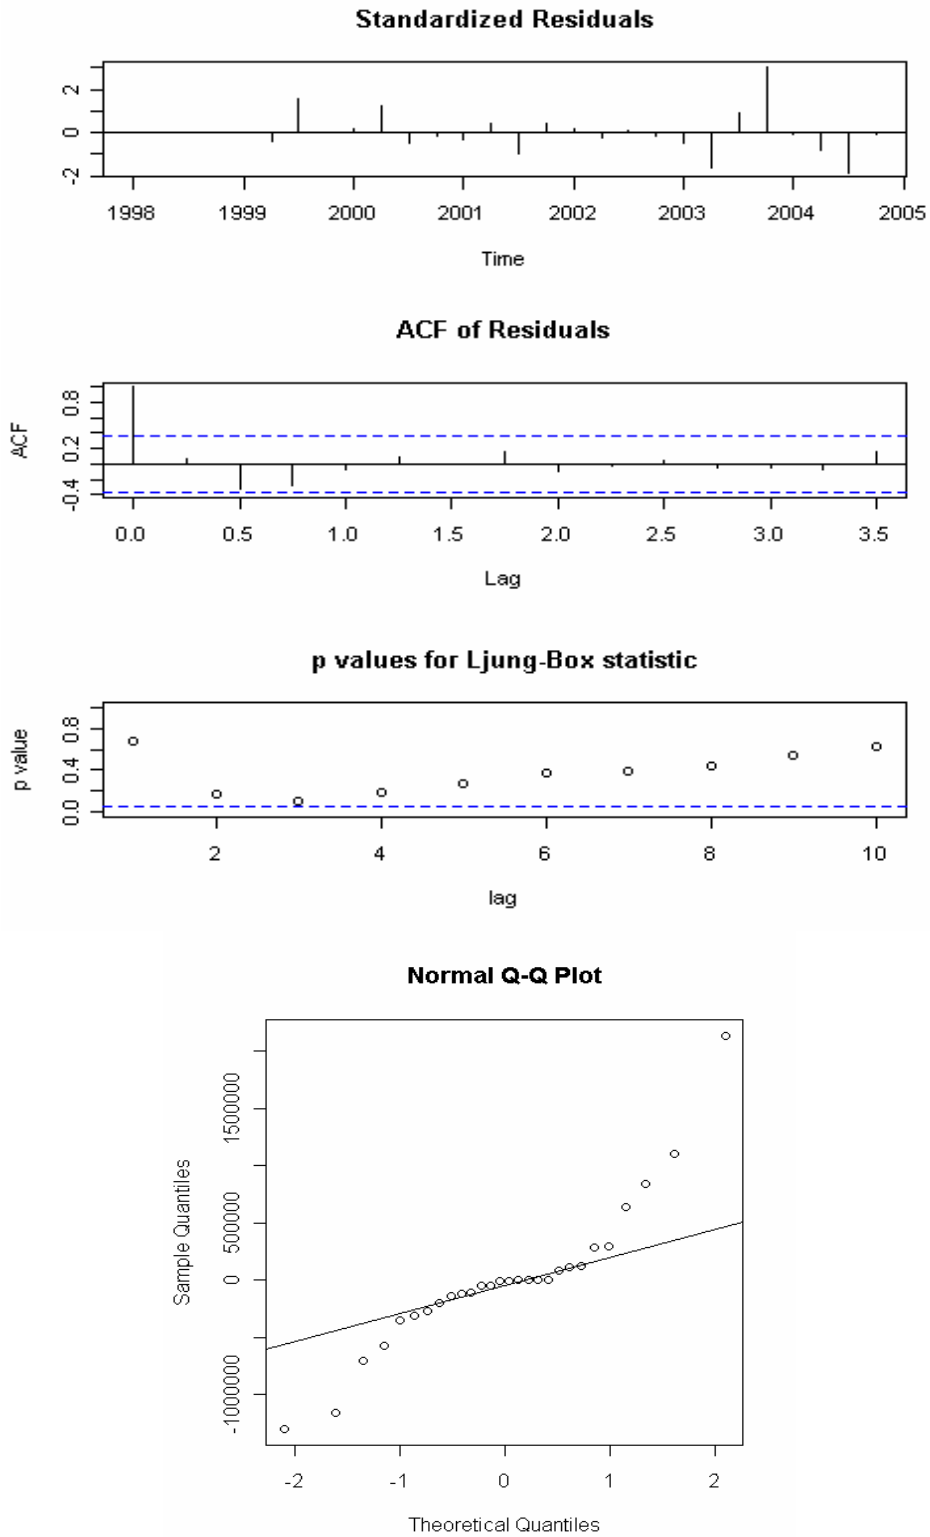 Standardized Residuals
2
0
-2
1998 1999 2000 2001 2002 2003 2004 2005
Time
ACF of Residuals
ACF
0.8
0.2
-0.4
0.0 0.5 1.0 1.5 2.0 2.5 3.0 3.5
Lag
p values for Ljung-Box statistic
p value
0.8
0.4
0.0
2 4 6 8 10
lag
Normal Q-Q Plot
Sample Quantiles
1500000
500000
0
-1000000
-2 -1 0 1 2
Theoretical Quantiles